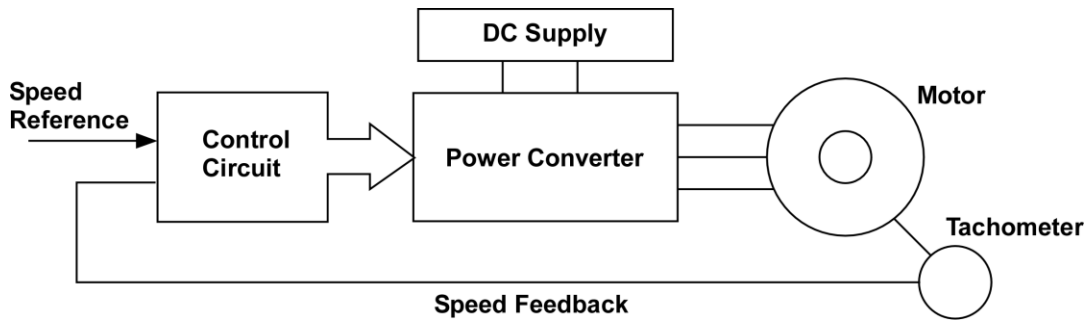 DC Supply
Speed
Reference
Control
Circuit
Power Converter
Motor
Tachometer
Speed Feedback